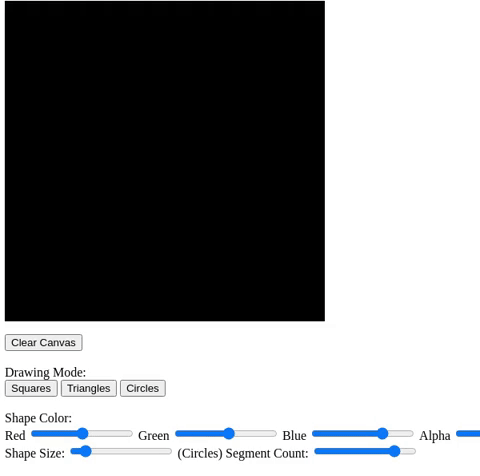 Clear Canvas
Drawing Mode:
Squares Triangles Circles
Shape Color:
Red Green Blue Alpha
Shape Size: (Circles) Segment Count: